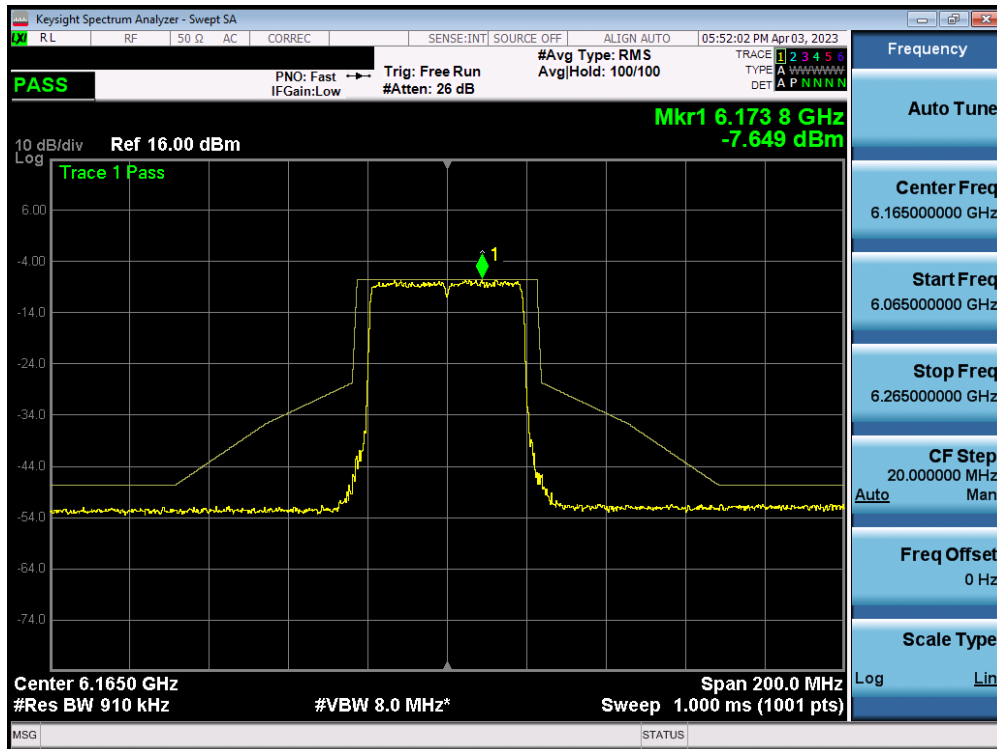 Keysight Spectrum Analyzer - Swept SA
LXI RL RF 50 Ω AC CORREC SENSE:INT SOURCE OFF ALIGN AUTO 05:52:02 PM Apr 03, 2023
PASS
PNO: Fast
IFGain:Low
Trig: Free Run
#Atten: 26 dB
#Avg Type: RMS
Avg|Hold: 100/100
TRACE 1 2 3 4 5 6
TYPE A WWWWW
DET A P N N N N
Mkr1 6.173 8 GHz
-7.649 dBm
10 dB/div Ref 16.00 dBm
Log
Trace 1 Pass
1
6.00
-4.00
-14.0
-24.0
-34.0
-44.0
-54.0
-64.0
-74.0
Center 6.1650 GHz Span 200.0 MHz
#Res BW 910 kHz #VBW 8.0 MHz* Sweep 1.000 ms (1001 pts)
MSG STATUS
Frequency
Auto Tune
Center Freq
6.165000000 GHz
Start Freq
6.065000000 GHz
Stop Freq
6.265000000 GHz
CF Step
20.000000 MHz
Auto Man
Freq Offset
0 Hz
Scale Type
Log Lin